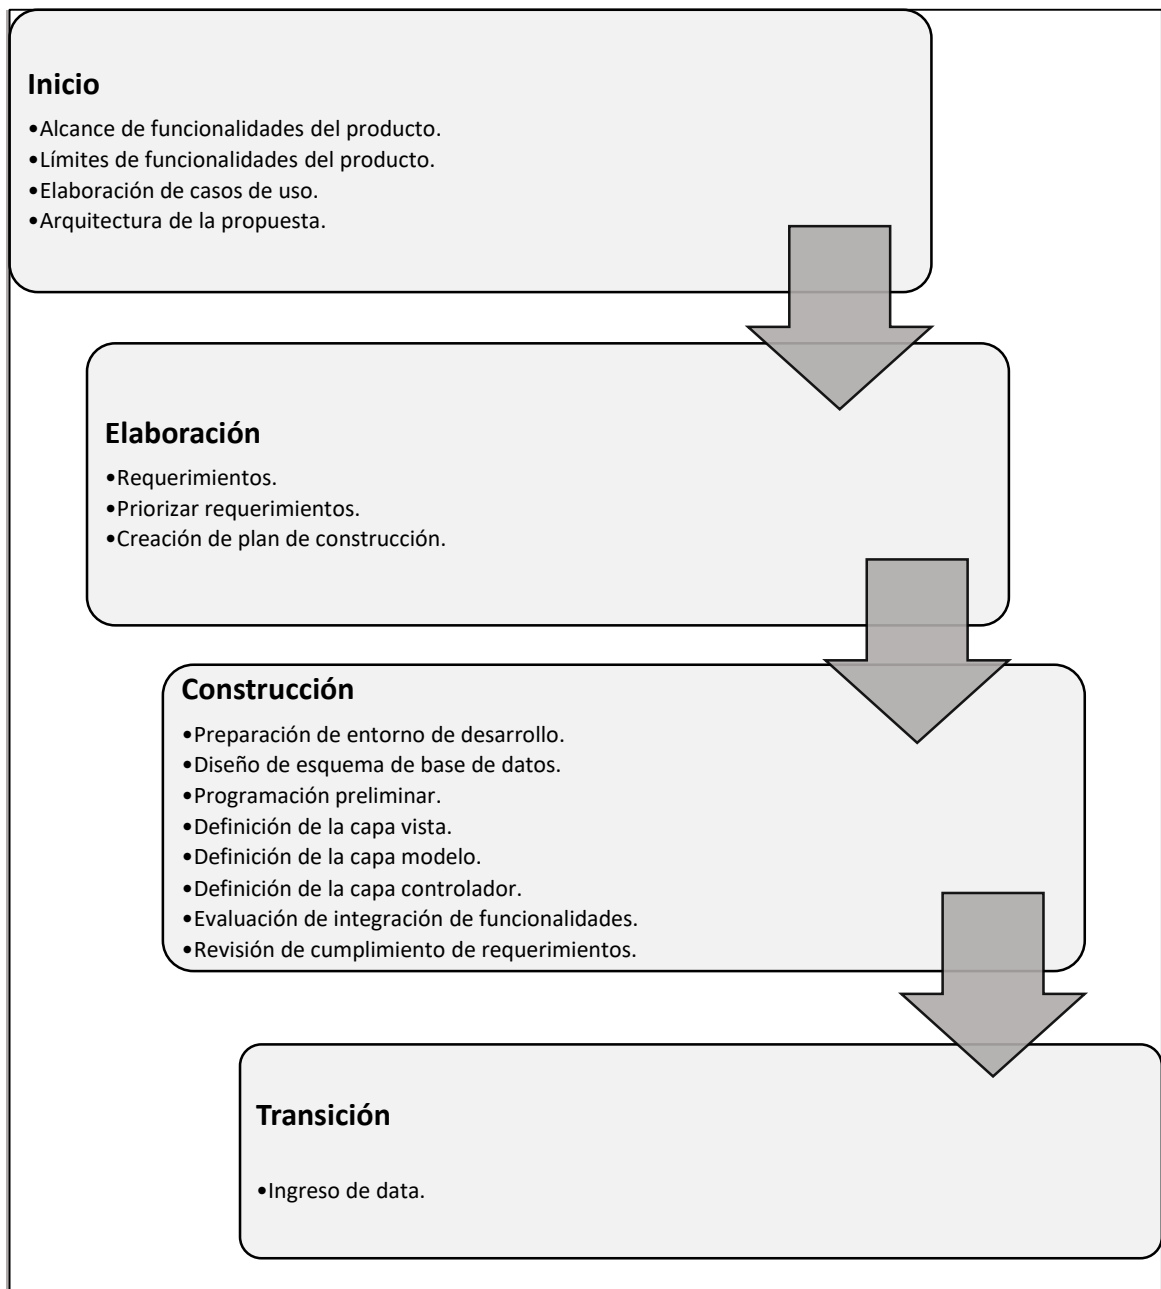 Inicio
•Alcance de funcionalidades del producto.
•Límites de funcionalidades del producto.
•Elaboración de casos de uso.
•Arquitectura de la propuesta.
Elaboración
•Requerimientos.
•Priorizar requerimientos.
•Creación de plan de construcción.
Construcción
•Preparación de entorno de desarrollo.
•Diseño de esquema de base de datos.
•Programación preliminar.
•Definición de la capa vista.
•Definición de la capa modelo.
•Definición de la capa controlador.
•Evaluación de integración de funcionalidades.
•Revisión de cumplimiento de requerimientos.
Transición
•Ingreso de data.